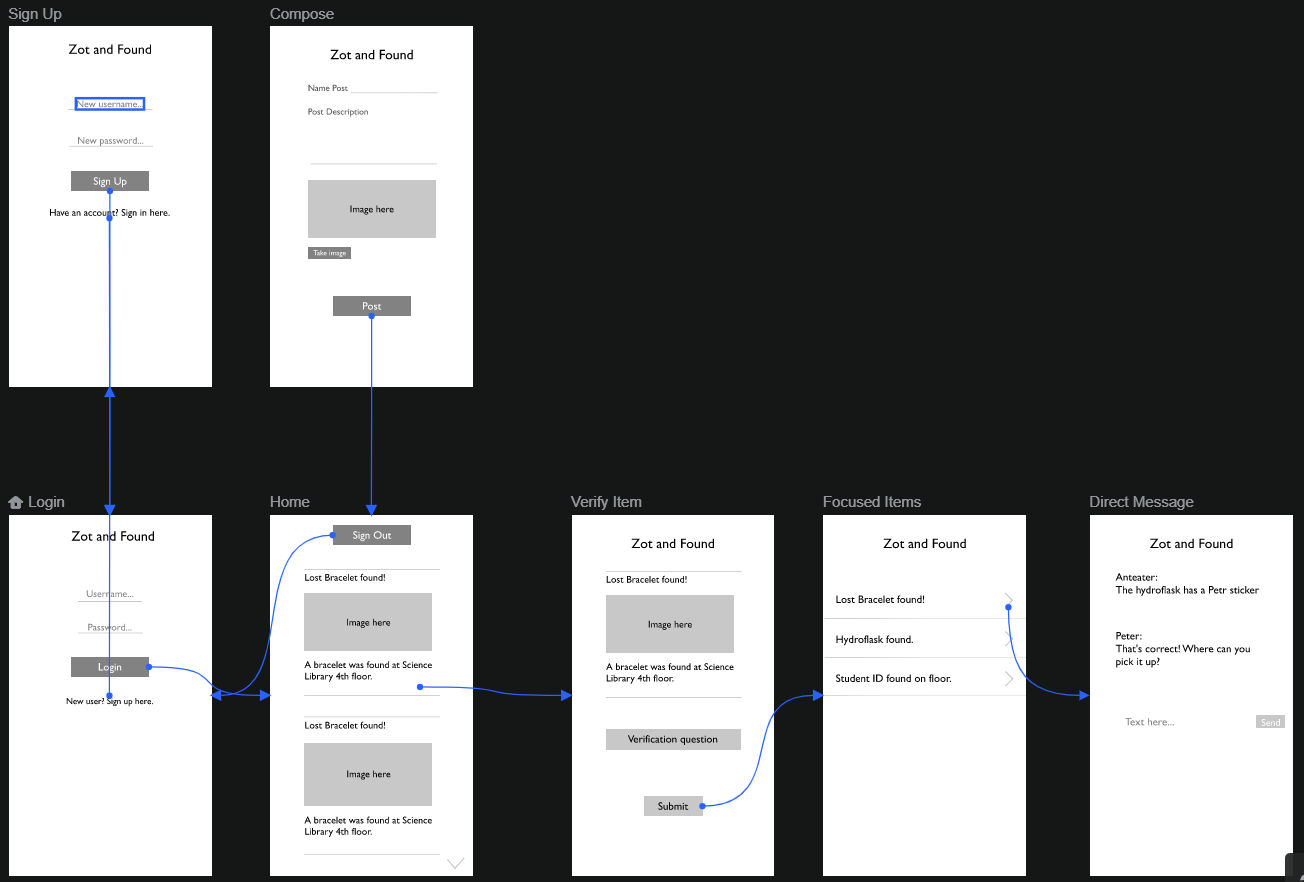 Sign Up
Zot and Found
New username...
New password...
Sign Up
Have an account? Sign in here.
Compose
Zot and Found
Name Post
Post Description
Image here
Take image
Post
Login
Zot and Found
Username...
Password...
Login
New user? Sign up here.
Home
Sign Out
Lost Bracelet found!
Image here
A bracelet was found at Science
Library 4th floor.
Lost Bracelet found!
Image here
A bracelet was found at Science
Library 4th floor.
Verify Item
Zot and Found
Lost Bracelet found!
Image here
A bracelet was found at Science
Library 4th floor.
Verification question
Submit
Focused Items
Zot and Found
Lost Bracelet found!
Hydroflask found.
Student ID found on floor.
Direct Message
Zot and Found
Anteater:
The hydroflask has a Petr sticker
Peter:
That's correct! Where can you
pick it up?
Text here...
Send